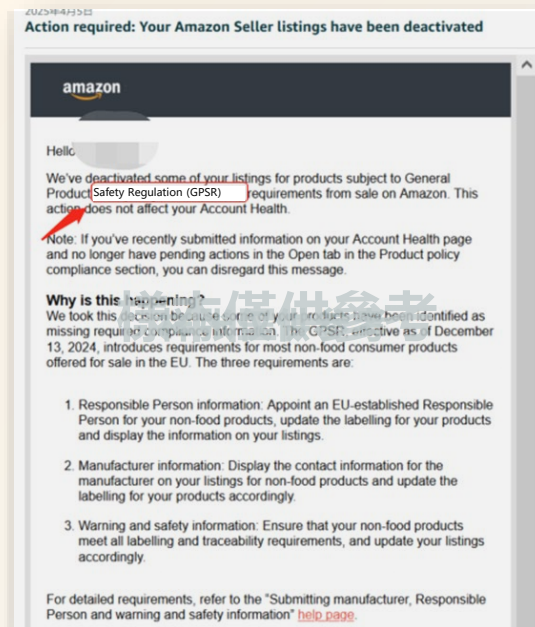 2025年4月5日
Action required: Your Amazon Seller listings have been deactivated
amazon
Hello
We've deactivated some of your listings for products subject to General
Product Safety Regulation (GPSR) requirements from sale on Amazon. This
action does not affect your Account Health.
Note: If you've recently submitted information on your Account Health page
and no longer have pending actions in the Open tab in the Product policy
compliance section, you can disregard this message.
Why is this happening?
We took this decision because some of your products have been identified as
missing required compliance information. The GPSR, effective as of December
13, 2024, introduces requirements for most non-food consumer products
offered for sale in the EU. The three requirements are:
樣本僅供參考
1. Responsible Person information: Appoint an EU-established Responsible
Person for your non-food products, update the labelling for your products
and display the information on your listings.
2. Manufacturer information: Display the contact information for the
manufacturer on your listings for non-food products and update the
labelling for your products accordingly.
3. Warning and safety information: Ensure that your non-food products
meet all labelling and traceability requirements, and update your listings
accordingly.
For detailed requirements, refer to the "Submitting manufacturer, Responsible
Person and warning and safety information" help page.